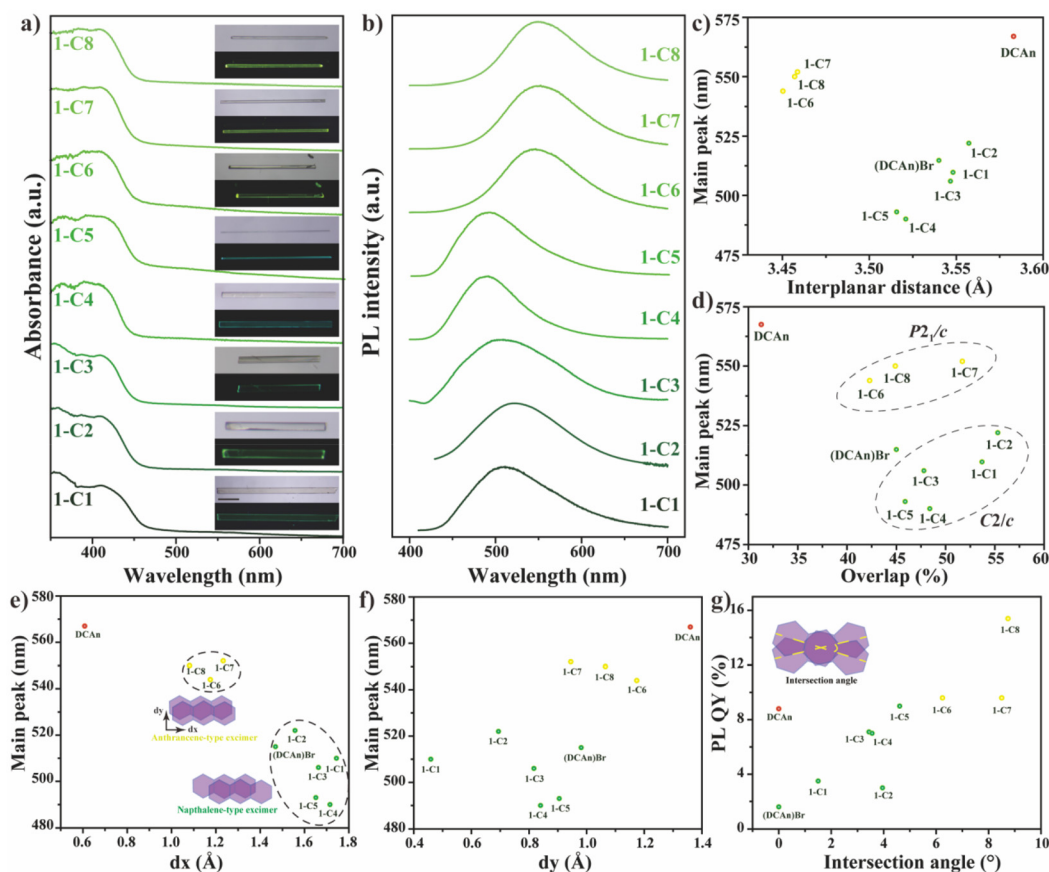 a)
1-C8
1-C7
1-C6
1-C5
1-C4
1-C3
1-C2
1-C1
Absorbance (a.u.)
400 500 600 700
Wavelength (nm)
b)
1-C8
1-C7
1-C6
1-C5
1-C4
1-C3
1-C2
1-C1
PL intensity (a.u.)
400 500 600 700
Wavelength (nm)
c)
Main peak (nm)
575
550
525
500
475
DCAn
1-C7
1-C8
1-C6
1-C2
(DCAn)Br
1-C1
1-C3
1-C5
1-C4
3.45 3.50 3.55 3.60
Interplanar distance (Å)
d)
Main peak (nm)
575
550
525
500
475
P2₁/c
DCAn
1-C8
1-C7
1-C6
1-C2
(DCAn)Br
1-C1
1-C3
1-C5
1-C4
C2/c
30 35 40 45 50 55 60
Overlap (%)
e)
Main peak (nm)
580
560
540
520
500
480
DCAn
1-C8
1-C7
1-C6
dy
dx
Anthrancene-type excimer
1-C2
(DCAn)Br
1-C1
1-C3
Napthalene-type excimer
1-C5
1-C4
0.4 0.6 0.8 1.0 1.2 1.4 1.6 1.8
dx (Å)
f)
Main peak (nm)
580
560
540
520
500
480
DCAn
1-C7
1-C8
1-C6
1-C2
(DCAn)Br
1-C1
1-C3
1-C5
1-C4
0.4 0.6 0.8 1.0 1.2 1.4
dy (Å)
g)
PL QY (%)
16
12
8
4
0
1-C8
Intersection angle
DCAn
1-C5
1-C6
1-C7
1-C3
1-C4
1-C1
1-C2
(DCAn)Br
0 2 4 6 8 10
Intersection angle (°)